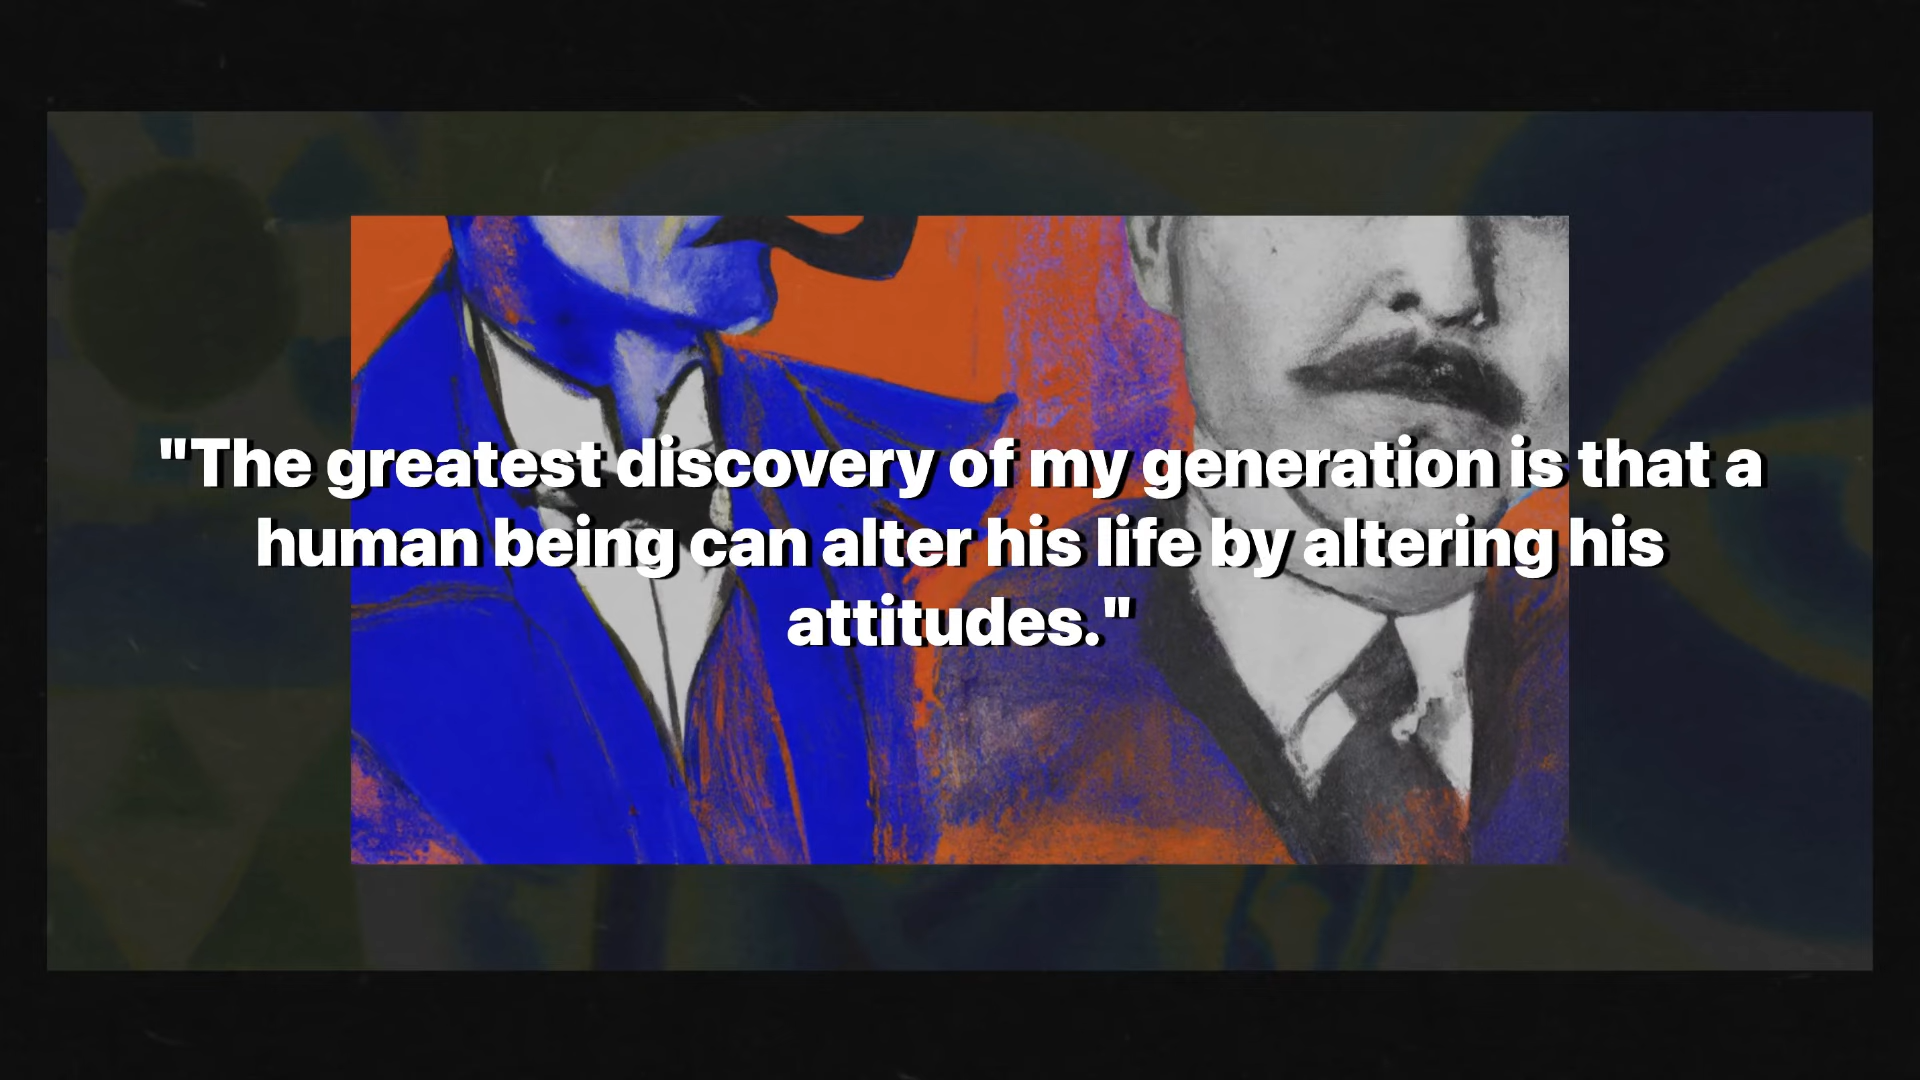 "The greatest discovery of my generation is that a
human being can alter his life by altering his
attitudes."